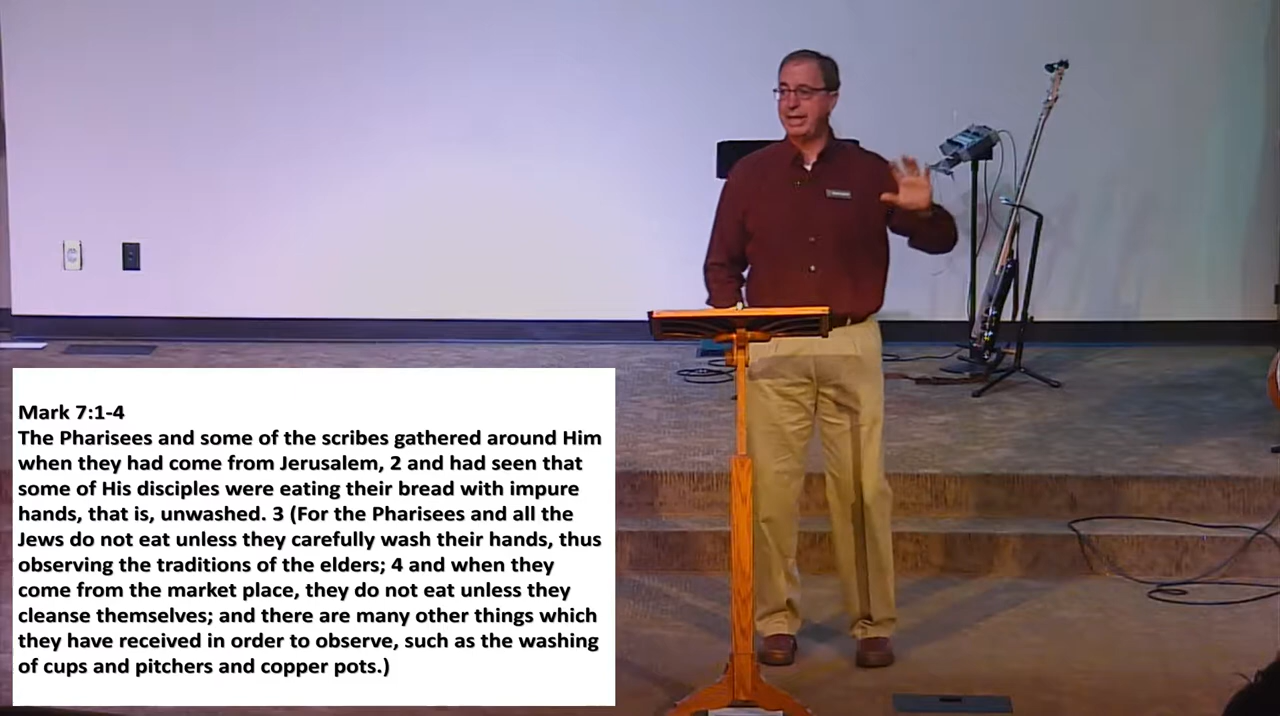 Mark 7:1-4
The Pharisees and some of the scribes gathered around Him
when they had come from Jerusalem, 2 and had seen that
some of His disciples were eating their bread with impure
hands, that is, unwashed. 3 (For the Pharisees and all the
Jews do not eat unless they carefully wash their hands, thus
observing the traditions of the elders; 4 and when they
come from the market place, they do not eat unless they
cleanse themselves; and there are many other things which
they have received in order to observe, such as the washing
of cups and pitchers and copper pots.)